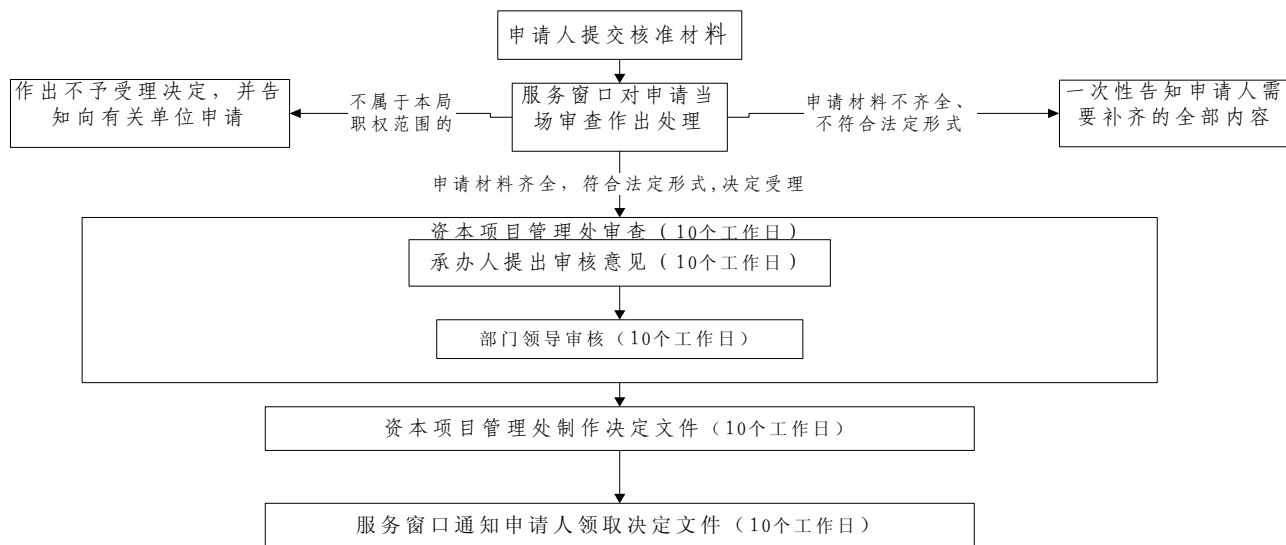 申请人提交核准材料
作出不予受理决定，并告
知向有关单位申请
不属于本局
职权范围的
服务窗口对申请当
场审查作出处理
申请材料不齐全、
不符合法定形式
一次性告知申请人需
要补齐的全部内容
申请材料齐全，符合法定形式,决定受理
资本项目管理处审查（10个工作日）
承办人提出审核意见（10个工作日）
部门领导审核（10个工作日）
资本项目管理处制作决定文件（10个工作日）
服务窗口通知申请人领取决定文件（10个工作日）